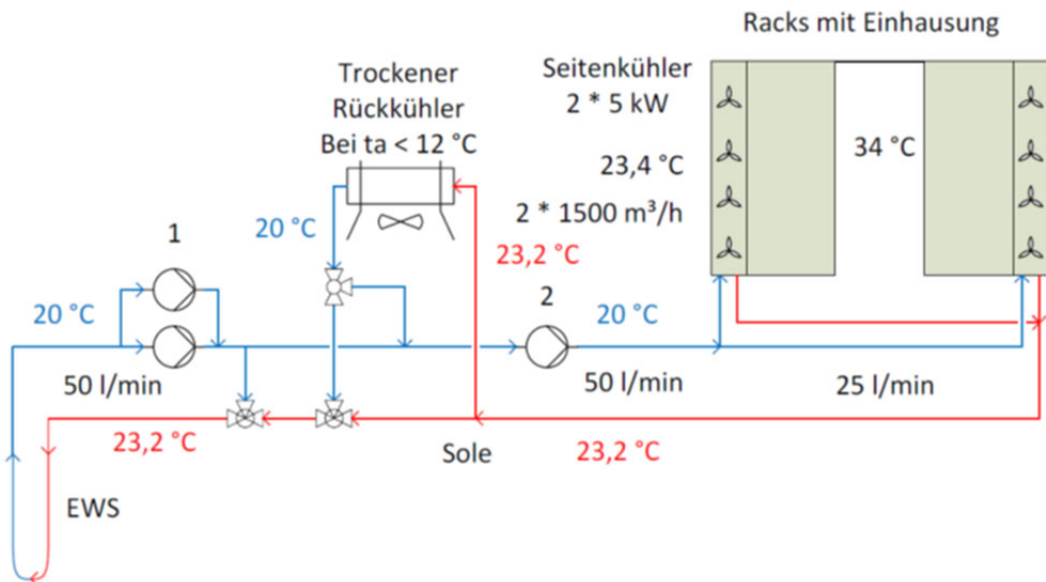 Racks mit Einhausung
Trockener
Rückkühler
Bei ta < 12 °C
Seitenkühler
2 * 5 kW
23,4 °C
2 * 1500 m³/h
34 °C
20 °C
23,2 °C
1
2
20 °C
20 °C
50 l/min
50 l/min
25 l/min
23,2 °C
Sole
23,2 °C
EWS